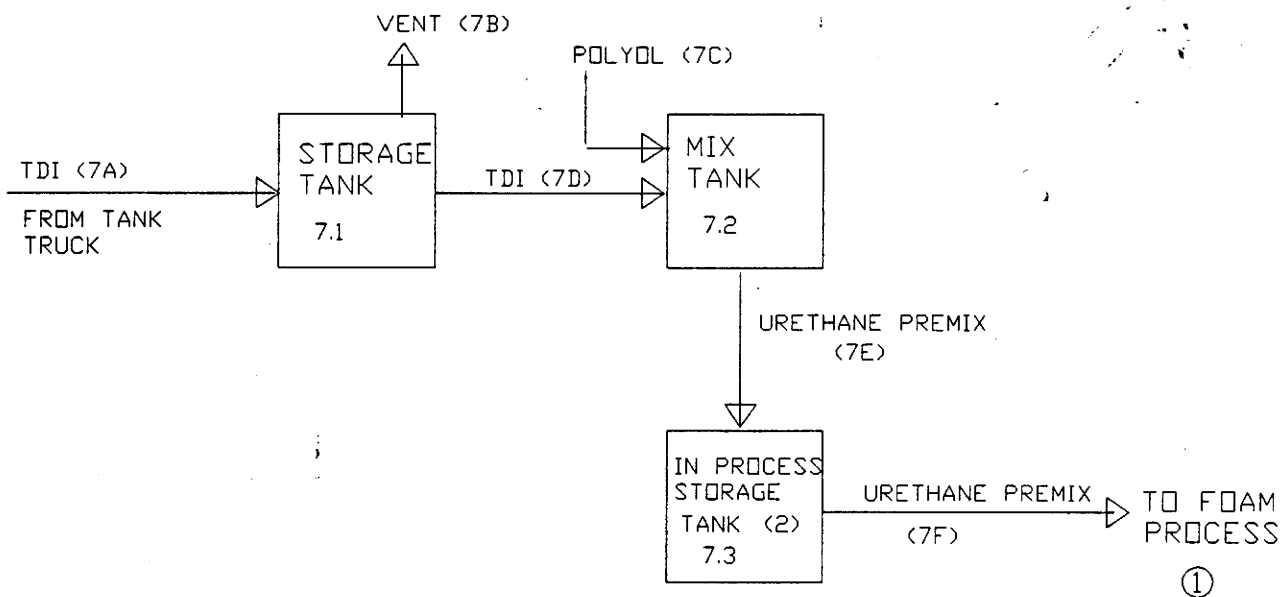 VENT (7B)
POLYOL (7C)
TDI (7A)
FROM TANK
TRUCK
STORAGE
TANK
7.1
TDI (7D)
MIX
TANK
7.2
URETHANE PREMIX
(7E)
IN PROCESS
STORAGE
TANK (2)
7.3
URETHANE PREMIX
(7F)
TO FOAM
PROCESS
1